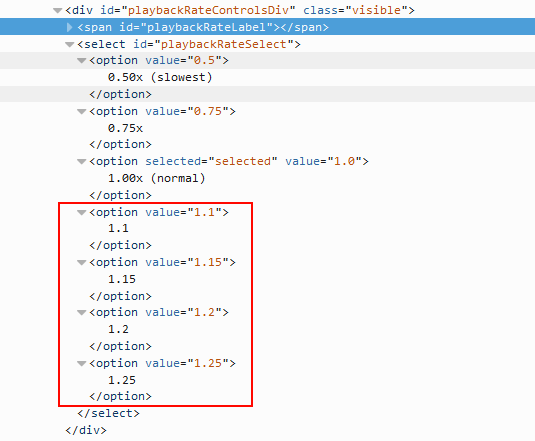 <div id="playbackRateControlsDiv" class="visible">
<span id="playbackRateLabel"></span>
<select id="playbackRateSelect">
<option value="0.5">
0.50x (slowest)
</option>
<option value="0.75">
0.75x
</option>
<option selected="selected" value="1.0">
1.00x (normal)
</option>
<option value="1.1">
1.1
</option>
<option value="1.15">
1.15
</option>
<option value="1.2">
1.2
</option>
<option value="1.25">
1.25
</option>
</select>
</div>